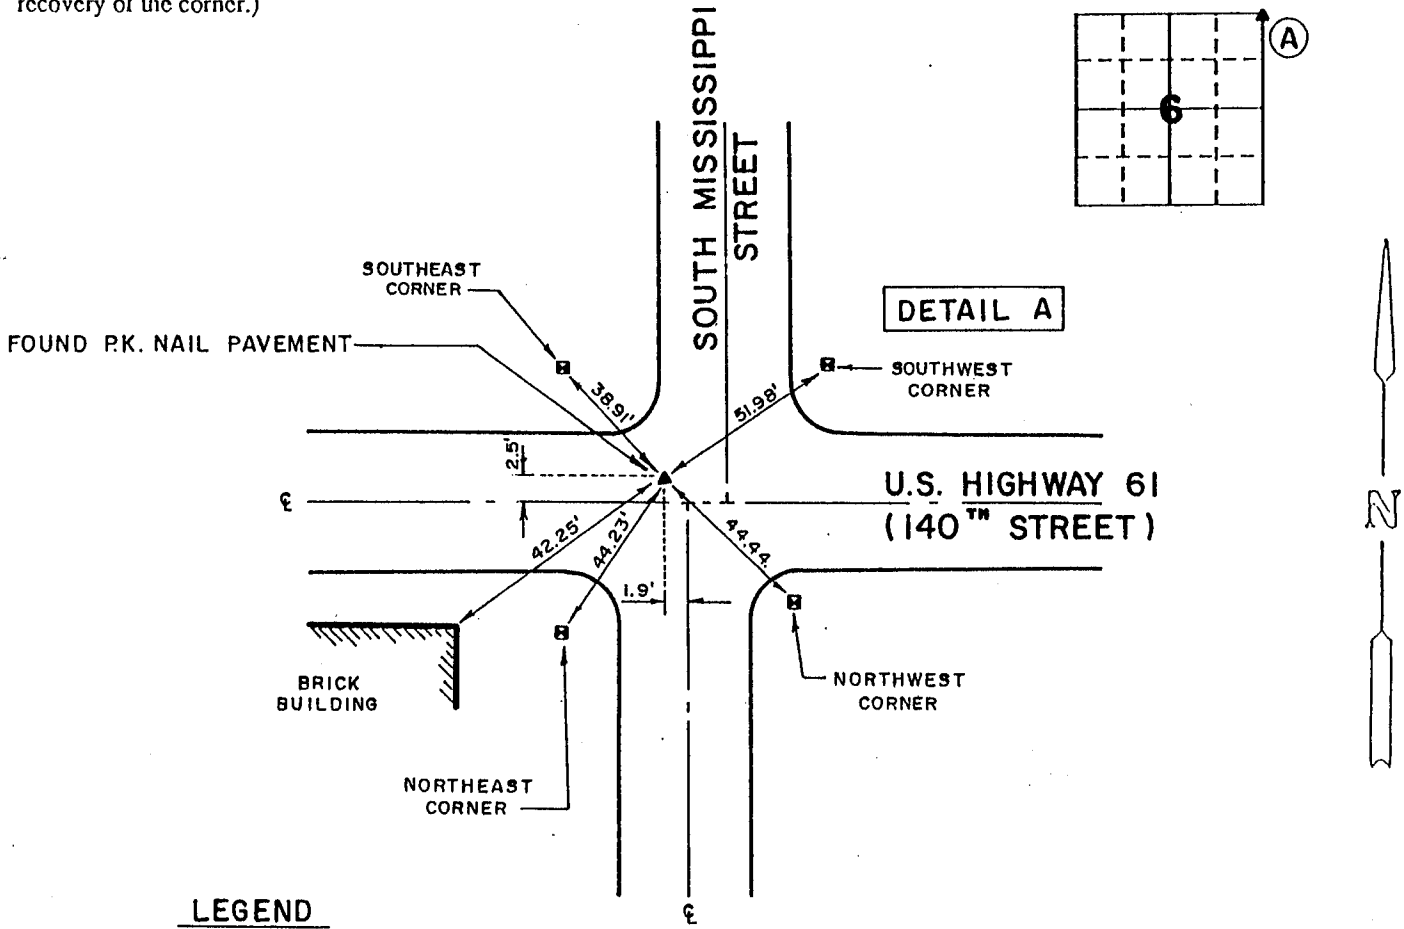 recovery of the corner.)
SOUTH MISSISSIPPI
STREET
6
A
SOUTHEAST
CORNER
DETAIL A
FOUND P.K. NAIL PAVEMENT
SOUTHWEST
CORNER
38.91'
51.98'
2.5'
℄
U.S. HIGHWAY 61
(140TH STREET)
N
42.25'
44.23'
44.44'
1.9'
BRICK
BUILDING
NORTHWEST
CORNER
NORTHEAST
CORNER
LEGEND
℄